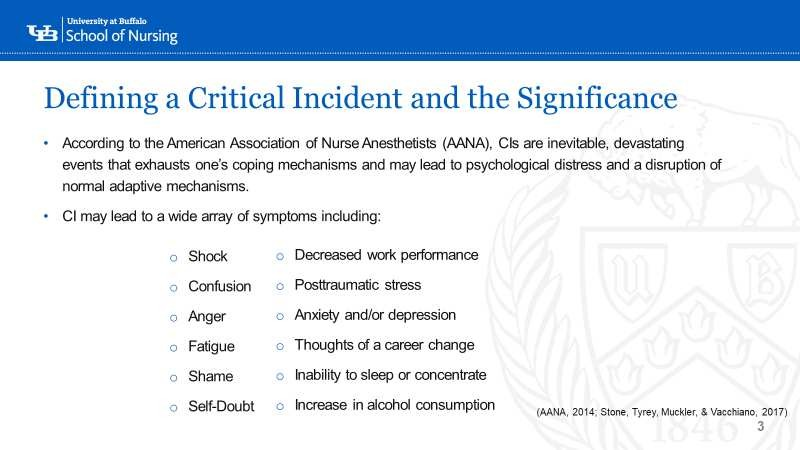 University at Buffalo
School of Nursing
Defining a Critical Incident and the Significance
• According to the American Association of Nurse Anesthetists (AANA), CIs are inevitable, devastating
events that exhausts one's coping mechanisms and may lead to psychological distress and a disruption of
normal adaptive mechanisms.
• CI may lead to a wide array of symptoms including:
o Shock
o Confusion
o Anger
o Fatigue
o Shame
o Self-Doubt
o Decreased work performance
o Posttraumatic stress
o Anxiety and/or depression
o Thoughts of a career change
o Inability to sleep or concentrate
o Increase in alcohol consumption
(AANA, 2014; Stone, Tyrey, Muckler, & Vacchiano, 2017)
3
U B
1846